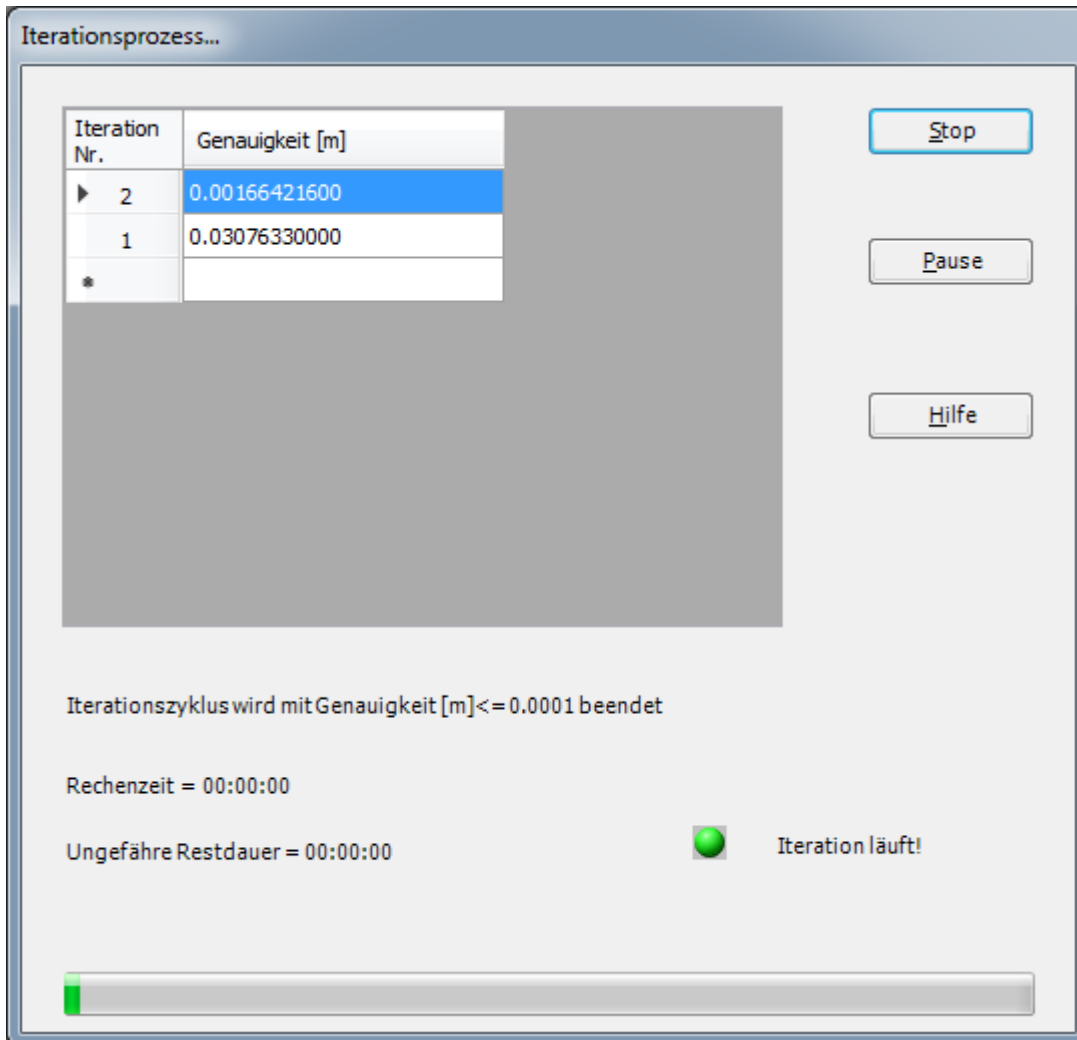 Iterationsprozess...
Iteration
Nr.
Genauigkeit [m]
2 0.00166421600
1 0.03076330000
*
Stop
Pause
Hilfe
Iterationszyklus wird mit Genauigkeit [m]<=0.0001 beendet
Rechenzeit = 00:00:00
Ungefähre Restdauer = 00:00:00
Iteration läuft!